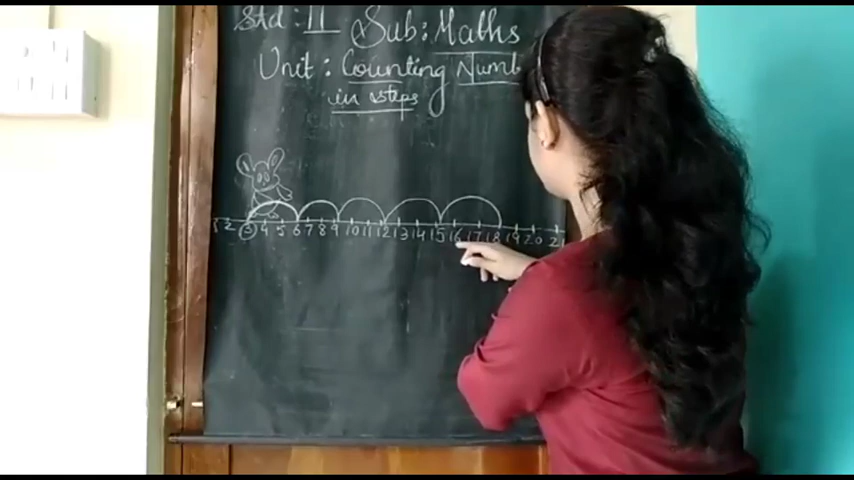 Std : II Sub : Maths
Unit : Counting Numb
in steps
1 2 3 4 5 6 7 8 9 10 11 12 13 14 15 16 17 18 19 20 21